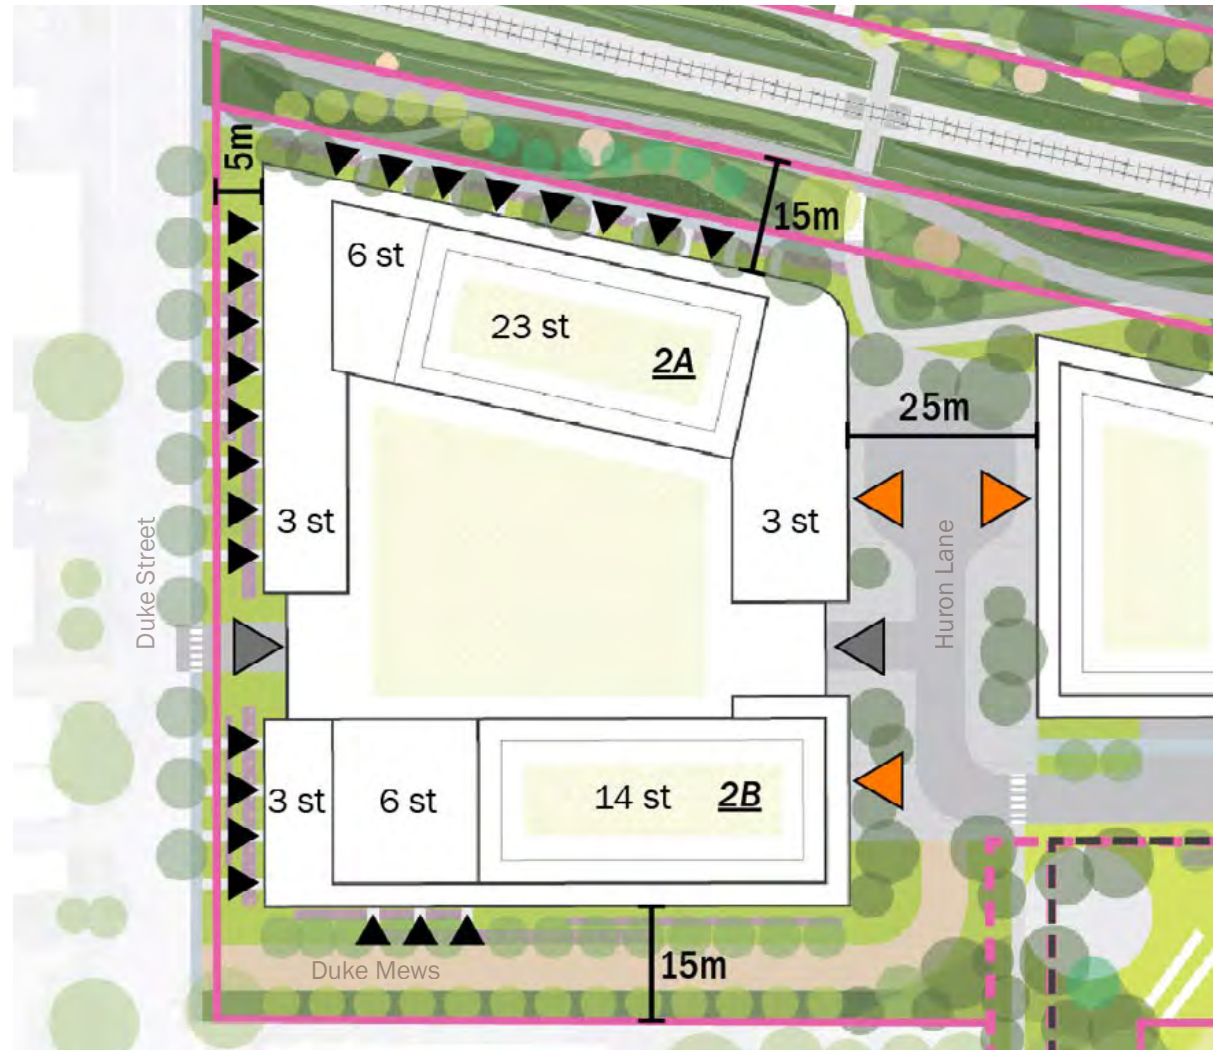 5m
15m
6 st
23 st
2A
25m
3 st
3 st
Duke Street
Huron Lane
3 st
6 st
14 st
2B
15m
Duke Mews